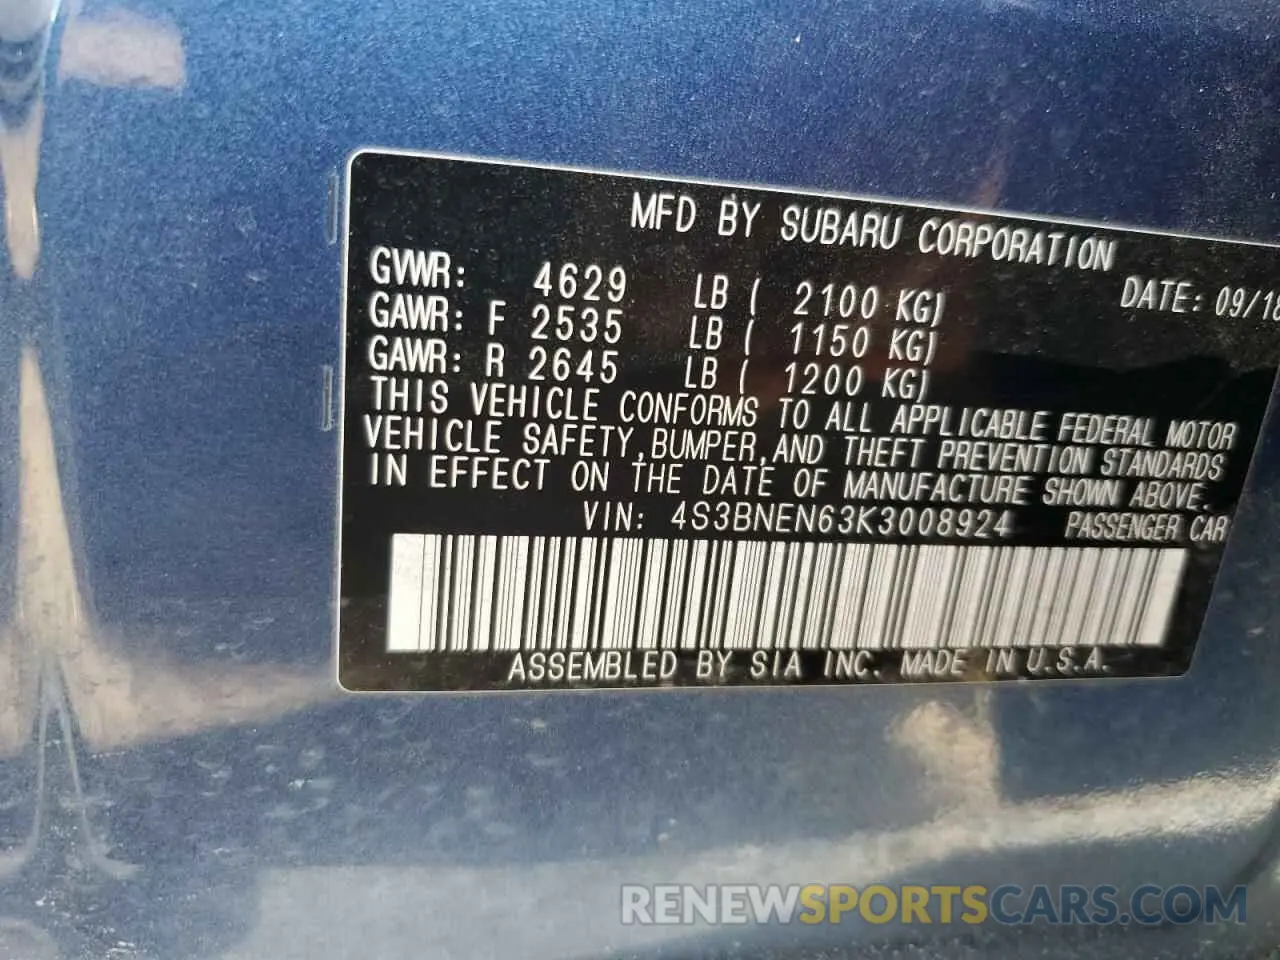 MFD BY SUBARU CORPORATION
GVWR: 4629 LB ( 2100 KG)
DATE: 09/18
GAWR: F 2535 LB ( 1150 KG)
GAWR: R 2645 LB ( 1200 KG)
THIS VEHICLE CONFORMS TO ALL APPLICABLE FEDERAL MOTOR
VEHICLE SAFETY, BUMPER, AND THEFT PREVENTION STANDARDS
IN EFFECT ON THE DATE OF MANUFACTURE SHOWN ABOVE.
VIN: 4S3BNEN63K3008924 PASSENGER CAR
ASSEMBLED BY SIA INC. MADE IN U.S.A.
RENEWSPORTSCARS.COM